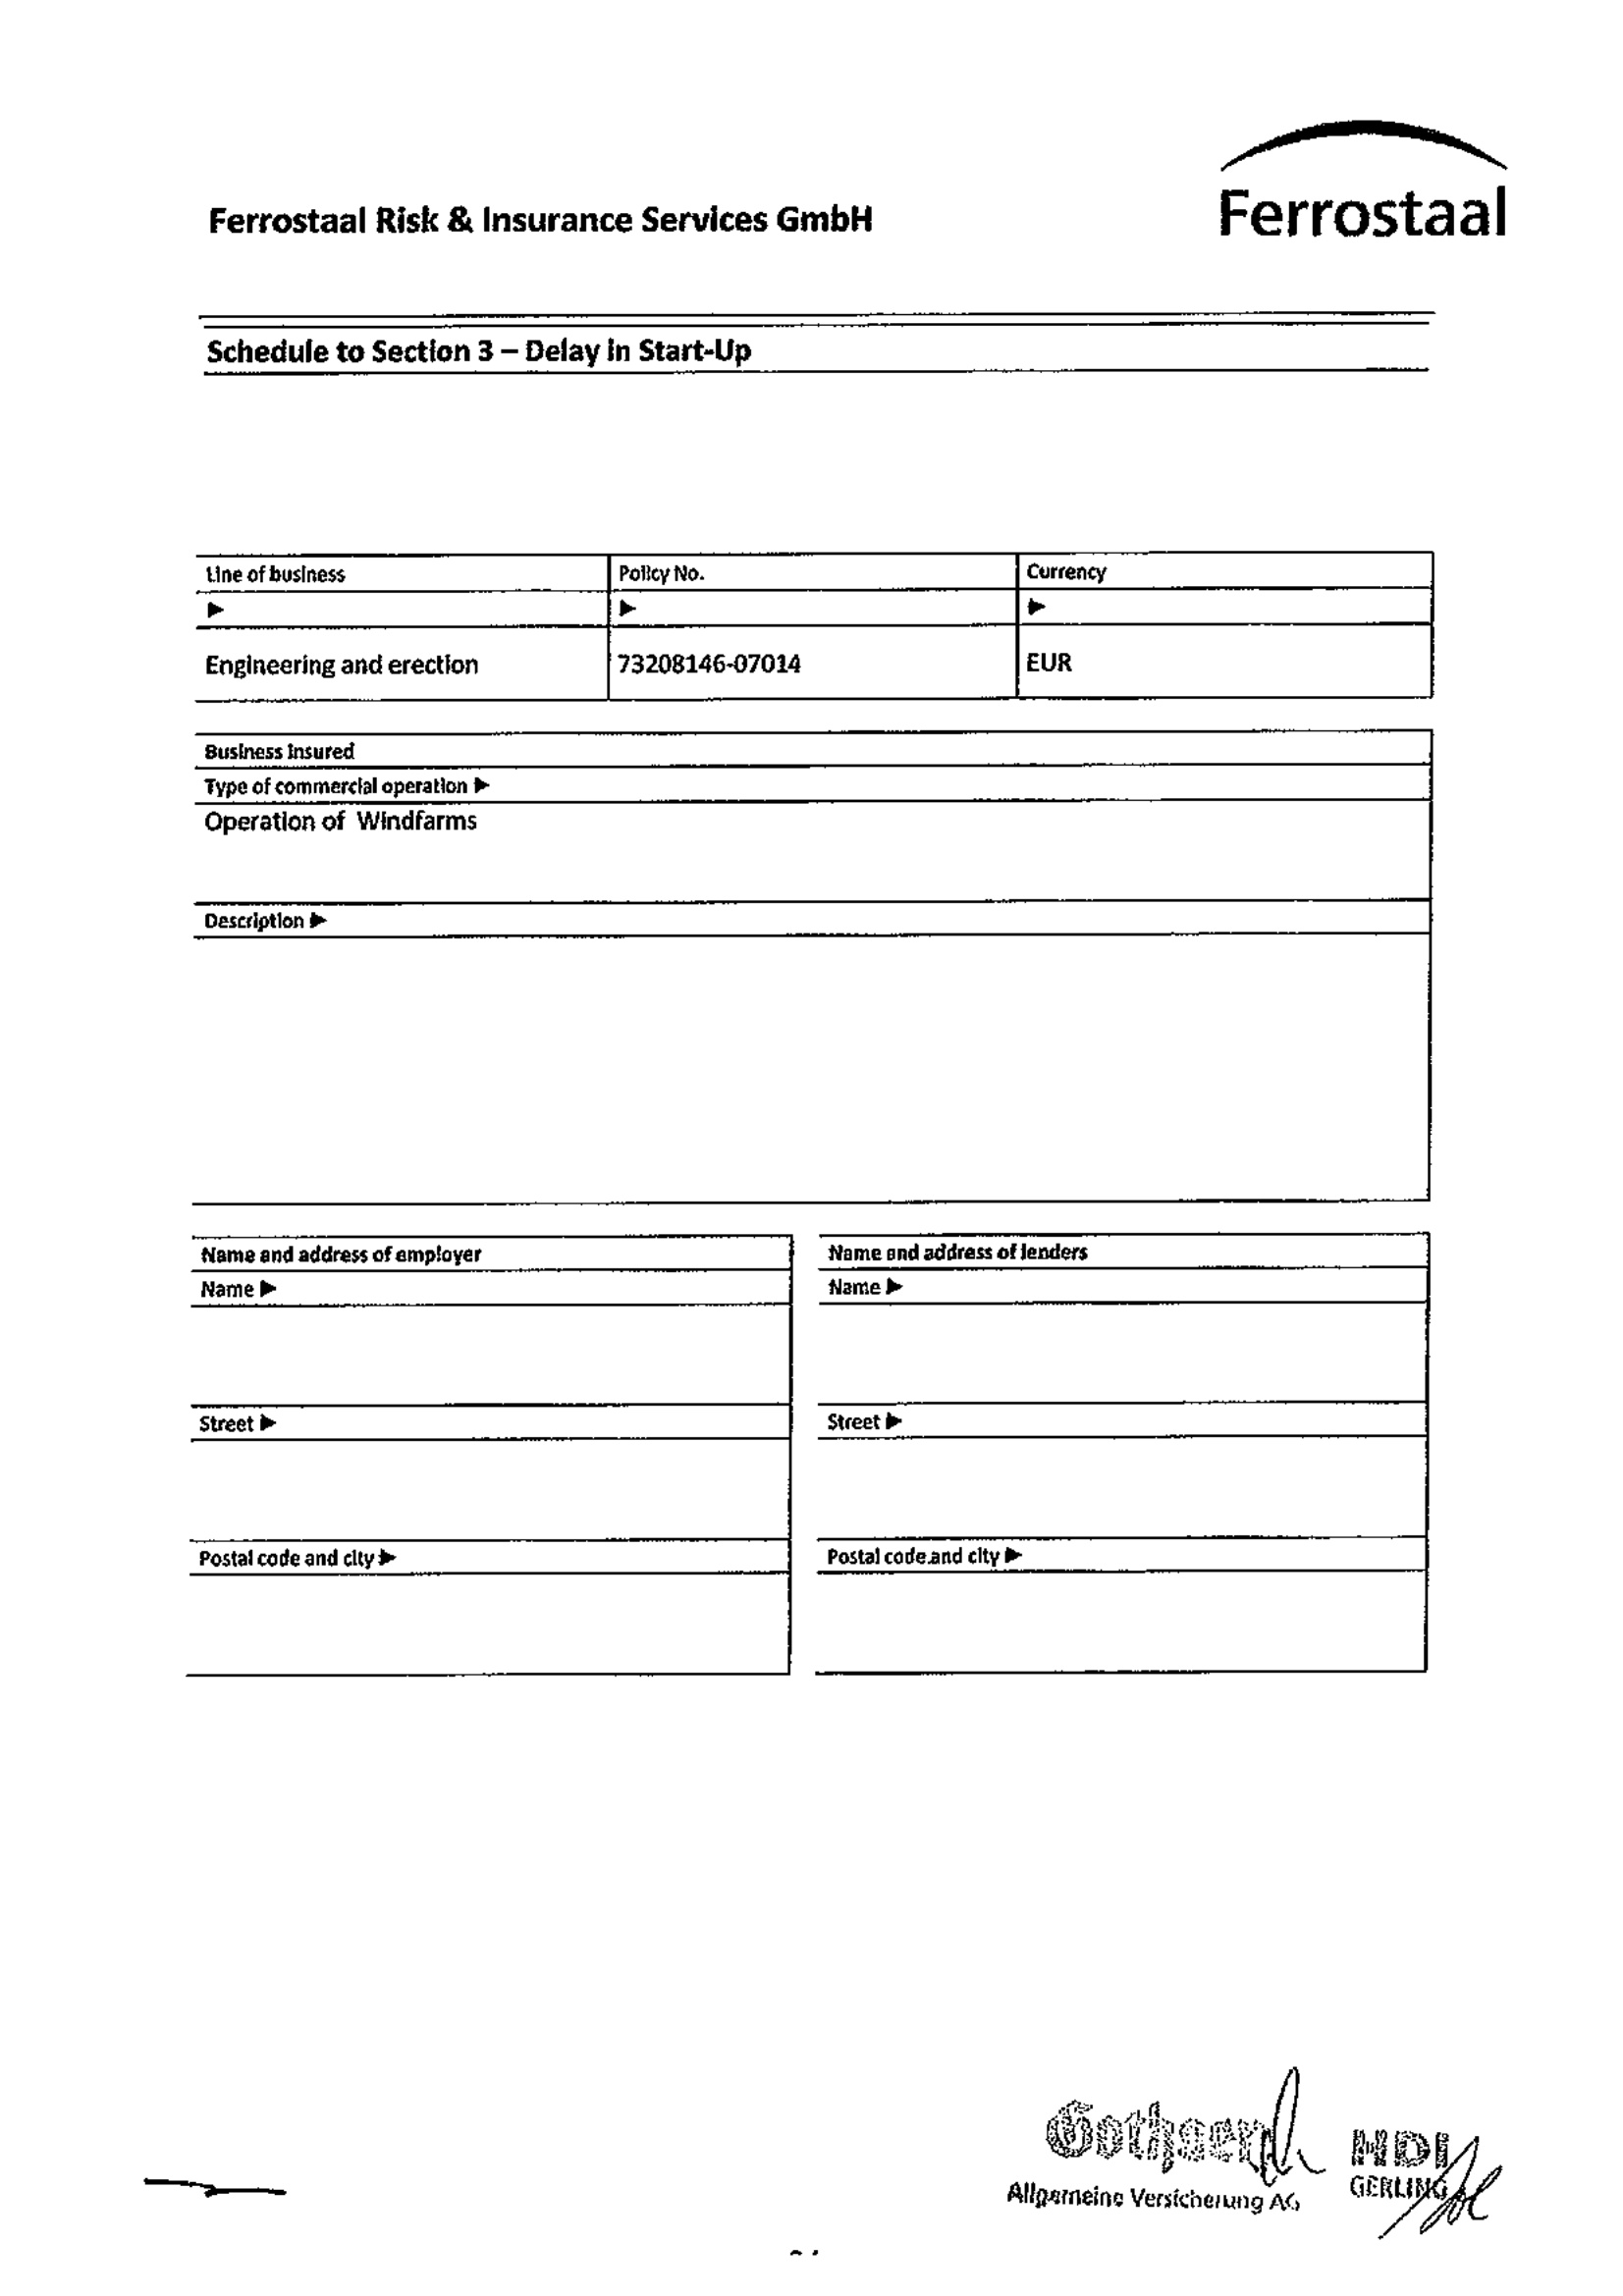 Ferrostaal
Ferrostaal Risk & Insurance Services GmbH
Schedule to Section 3 – Delay in Start-Up
Line of business Policy No. Currency
▶ ▶ ▶
Engineering and erection 73208146-07014 EUR
Business Insured
Type of commercial operation ▶
Operation of Windfarms
Description ▶
Name and address of employer
Name ▶
Street ▶
Postal code and city ▶
Name and address of lenders
Name ▶
Street ▶
Postal code and city ▶
Gothaer
Allgemeine Versicherung AG
HDI
GERLING